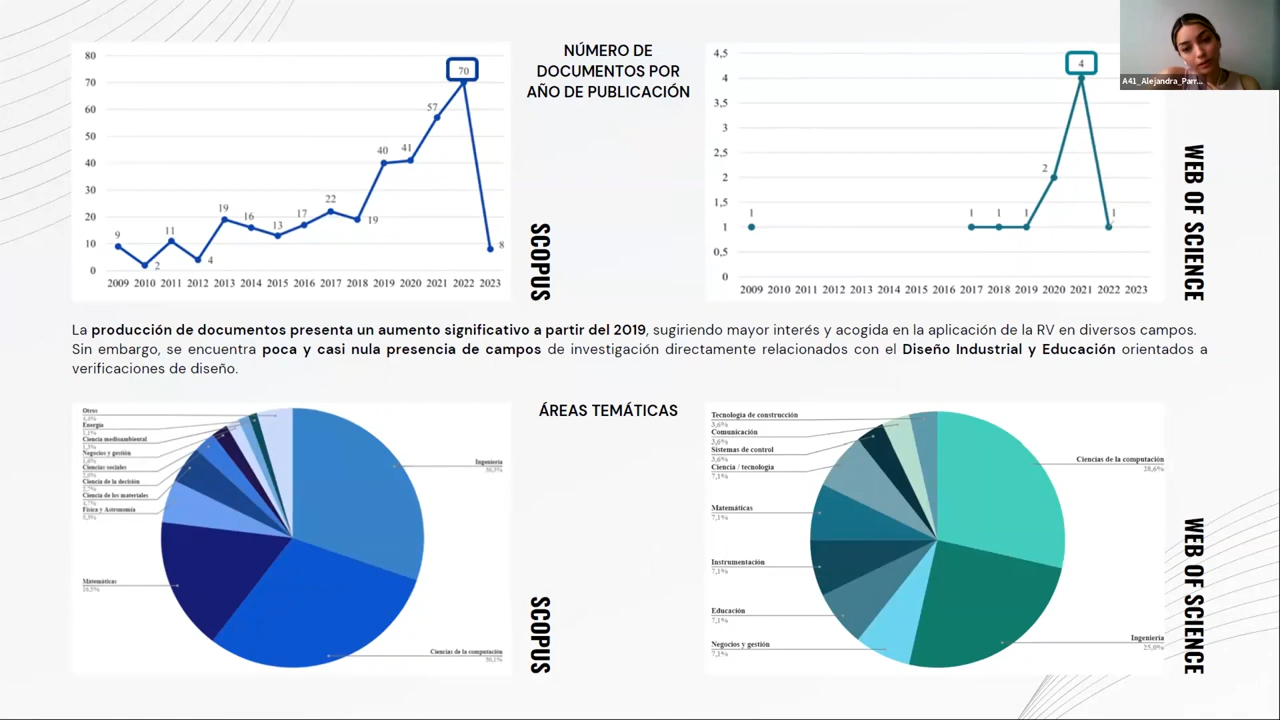 NÚMERO DE
DOCUMENTOS POR
AÑO DE PUBLICACIÓN
80
70
60
50
40
30
20
10
0
9
2
11
4
19
16
13
17
22
19
40
41
57
70
8
2009 2010 2011 2012 2013 2014 2015 2016 2017 2018 2019 2020 2021 2022 2023
SCOPUS
4,5
4
3,5
3
2,5
2
1,5
1
0,5
0
1
1
1
1
2
4
1
2009 2010 2011 2012 2013 2014 2015 2016 2017 2018 2019 2020 2021 2022 2023
WEB OF SCIENCE
A41_Alejandra_Parr...
La producción de documentos presenta un aumento significativo a partir del 2019, sugiriendo mayor interés y acogida en la aplicación de la RV en diversos campos.
Sin embargo, se encuentra poca y casi nula presencia de campos de investigación directamente relacionados con el Diseño Industrial y Educación orientados a
verificaciones de diseño.
ÁREAS TEMÁTICAS
Otros
Energía
Ciencia medioambiental
Negocios y gestión
Ciencias sociales
Ciencia de la decisión
Ciencia de los materiales
Física y Astronomía
Matemáticas
Ingeniería
Ciencias de la computación
SCOPUS
Tecnología de construcción
3,6%
Comunicación
3,6%
Sistemas de control
3,6%
Ciencia / tecnología
7,1%
Matemáticas
7,1%
Instrumentación
7,1%
Educación
7,1%
Negocios y gestión
7,1%
Ciencias de la computación
28,6%
Ingeniería
25,0%
WEB OF SCIENCE